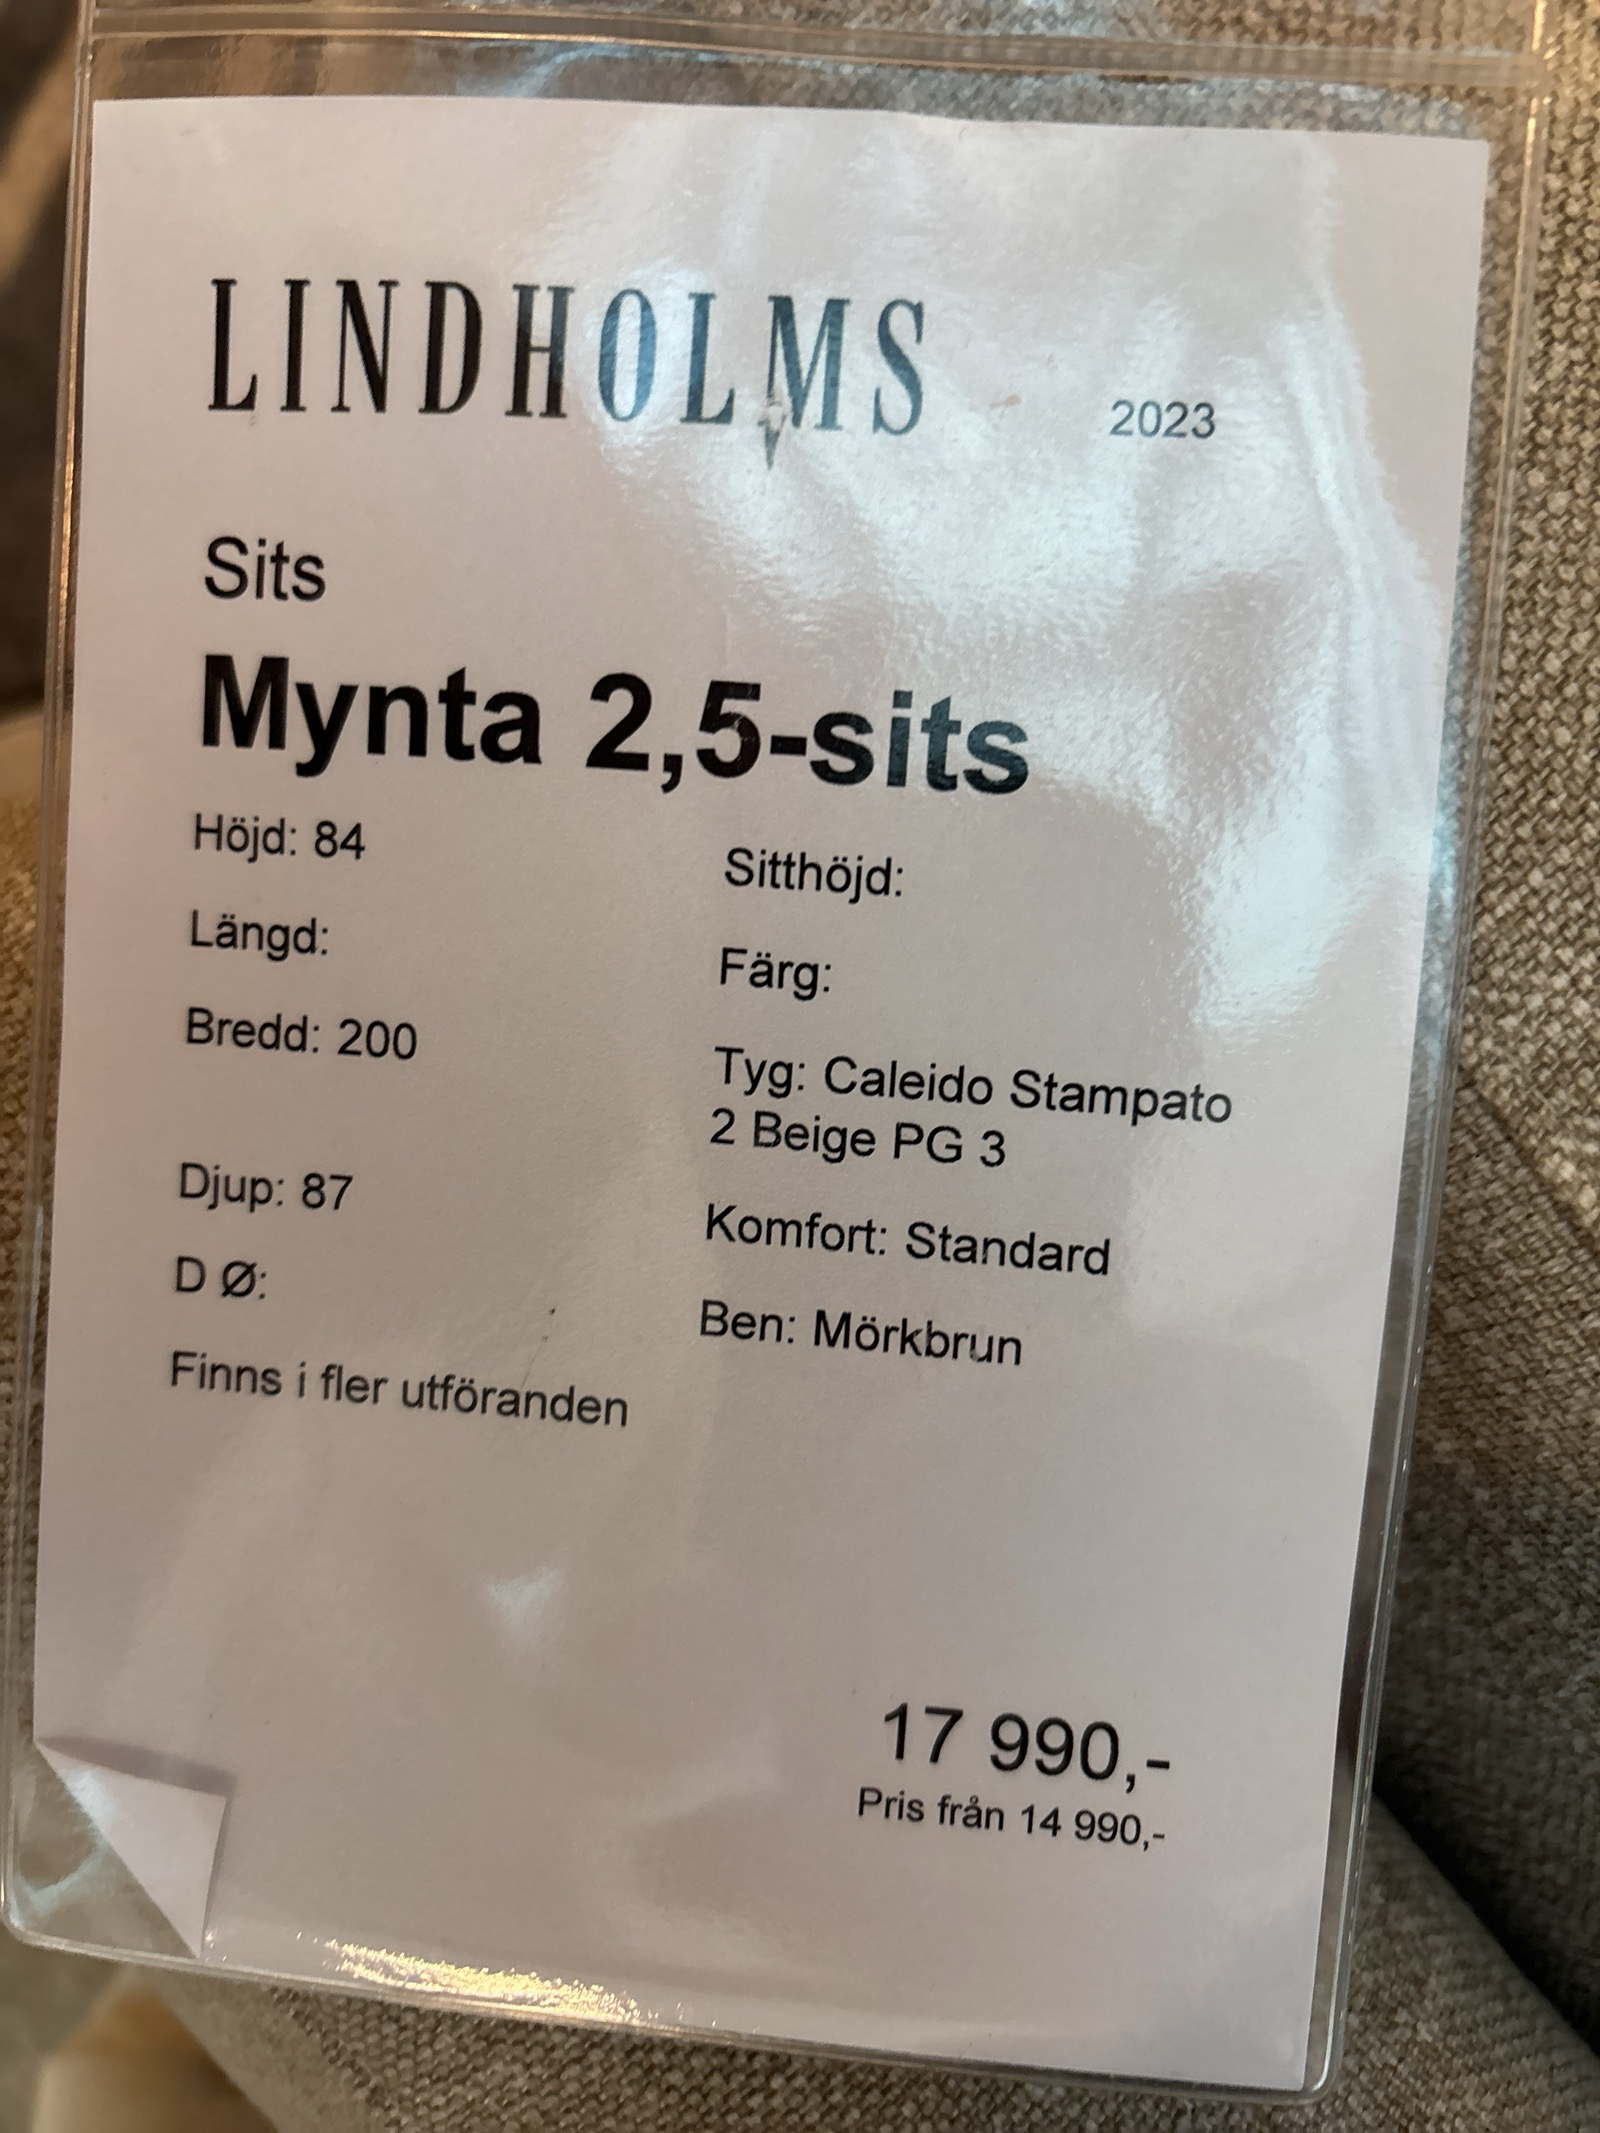 LINDHOLMS 2023
Sits
Mynta 2,5-sits
Höjd: 84
Längd:
Bredd: 200
Djup: 87
D Ø:
Finns i fler utföranden
Sitthöjd:
Färg:
Tyg: Caleido Stampato
2 Beige PG 3
Komfort: Standard
Ben: Mörkbrun
17 990,-
Pris från 14 990,-